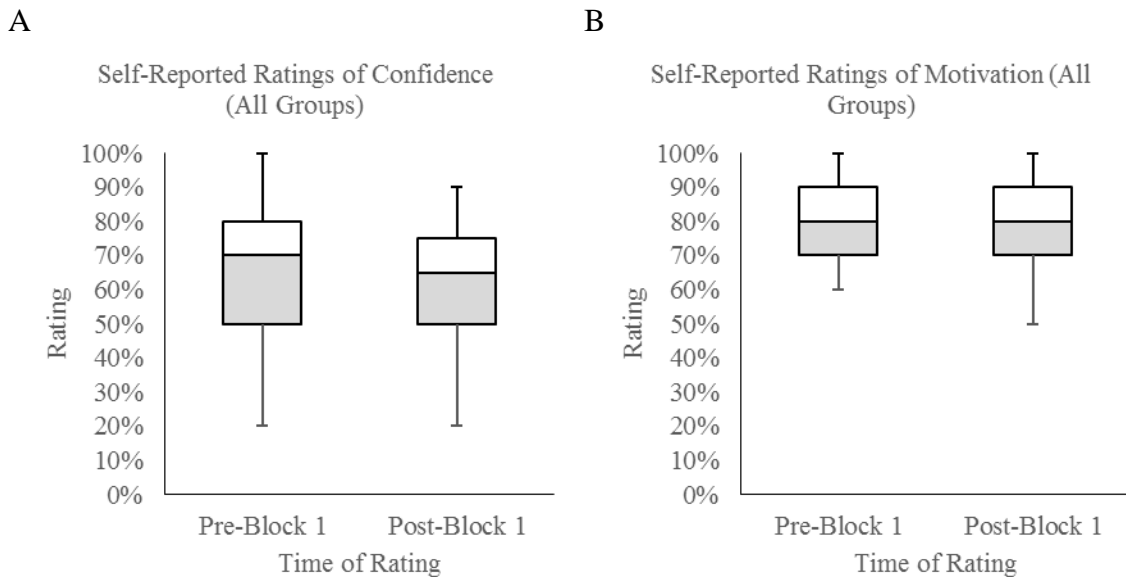 A
Self-Reported Ratings of Confidence
(All Groups)
100%
90%
80%
70%
60%
50%
40%
30%
20%
10%
0%
Rating
Pre-Block 1
Post-Block 1
Time of Rating
B
Self-Reported Ratings of Motivation (All
Groups)
100%
90%
80%
70%
60%
50%
40%
30%
20%
10%
0%
Rating
Pre-Block 1
Post-Block 1
Time of Rating